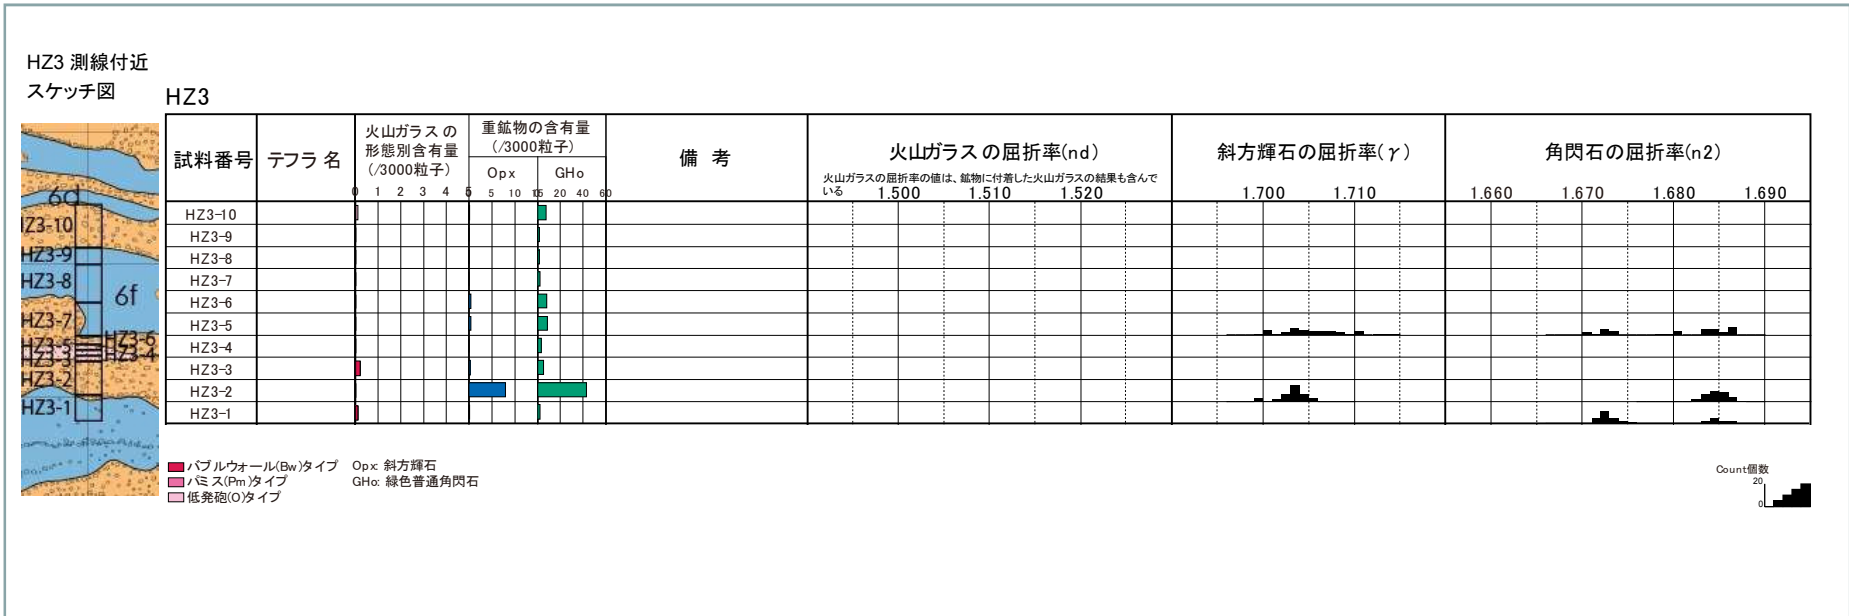 HZ3 測線付近
スケッチ図
HZ3
試料番号
テフラ名
火山ガラスの
形態別含有量
(/3000粒子)
0 1 2 3 4 5
重鉱物の含有量
(/3000粒子)
Opx
GHo
5 10 15
20 40 60
備 考
火山ガラスの屈折率(nd)
火山ガラスの屈折率の値は、鉱物に付着した火山ガラスの結果も含んで
いる
1.500 1.510 1.520
斜方輝石の屈折率(γ)
1.700 1.710
角閃石の屈折率(n2)
1.660 1.670 1.680 1.690
HZ3-10
HZ3-9
HZ3-8
HZ3-7
HZ3-6
HZ3-5
HZ3-4
HZ3-3
HZ3-2
HZ3-1
6d
IZ3-10
HZ3-9
HZ3-8
6f
HZ3-7
HZ3-6
HZ3-5
HZ3-4
HZ3-3
HZ3-2
HZ3-1
バブルウォール(Bw)タイプ Opx: 斜方輝石
パミス(Pm)タイプ GHo: 緑色普通角閃石
低発砲(O)タイプ
Count個数
20
0